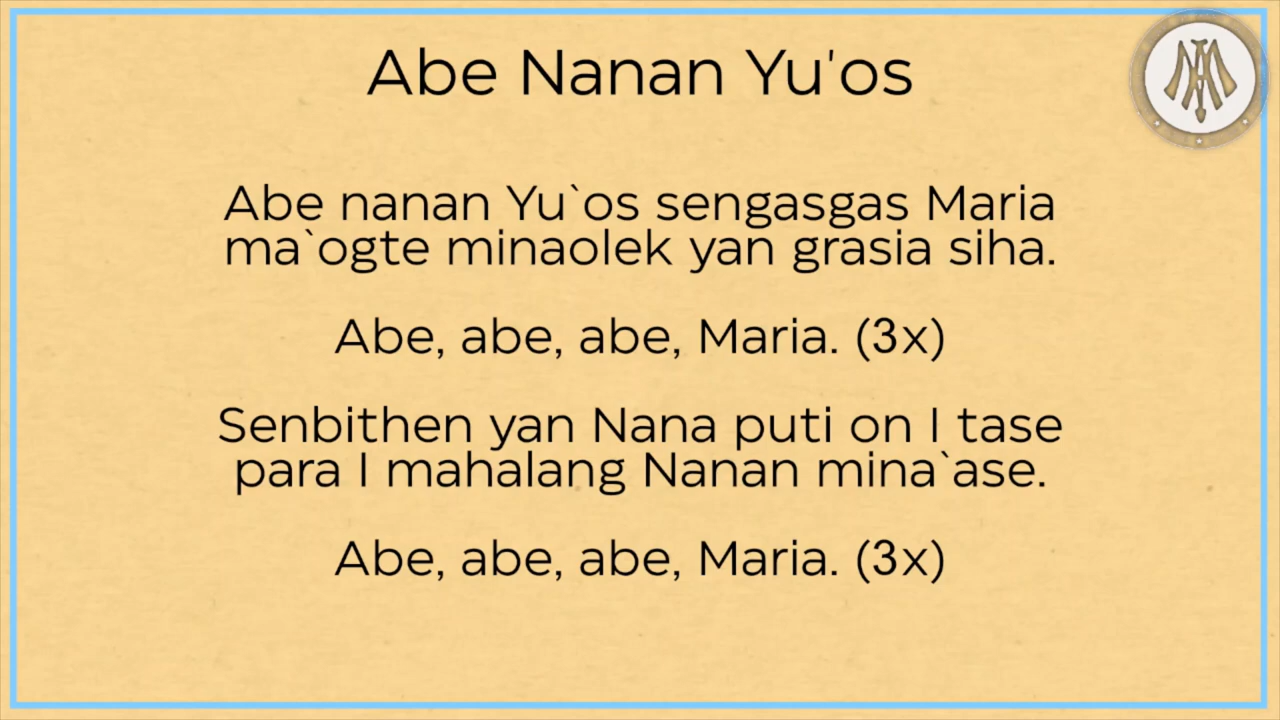 Abe Nanan Yu'os
Abe nanan Yu`os sengasgas Maria
ma`ogte minaolek yan grasia siha.
Abe, abe, abe, Maria. (3x)
Senbithen yan Nana puti on I tase
para I mahalang Nanan mina`ase.
Abe, abe, abe, Maria. (3x)